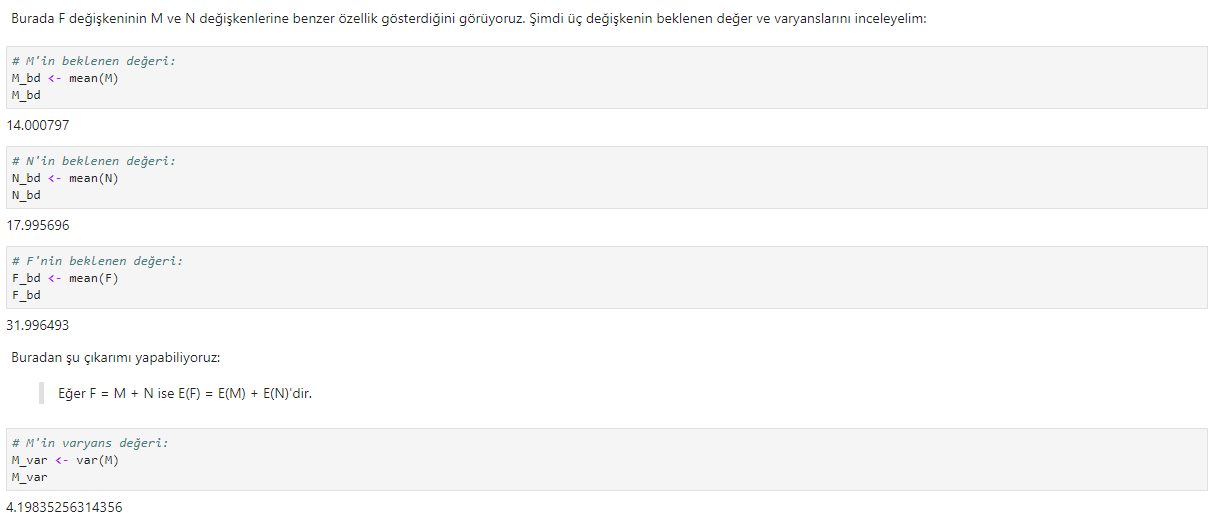 Burada F değişkeninin M ve N değişkenlerine benzer özellik gösterdiğini görüyoruz. Şimdi üç değişkenin beklenen değer ve varyanslarını inceleyelim:
# M'in beklenen değeri:
M_bd <- mean(M)
M_bd
14.000797
# N'in beklenen değeri:
N_bd <- mean(N)
N_bd
17.995696
# F'nin beklenen değeri:
F_bd <- mean(F)
F_bd
31.996493
Buradan şu çıkarımı yapabiliyoruz:
Eğer F = M + N ise E(F) = E(M) + E(N)'dir.
# M'in varyans değeri:
M_var <- var(M)
M_var
4.19835256314356